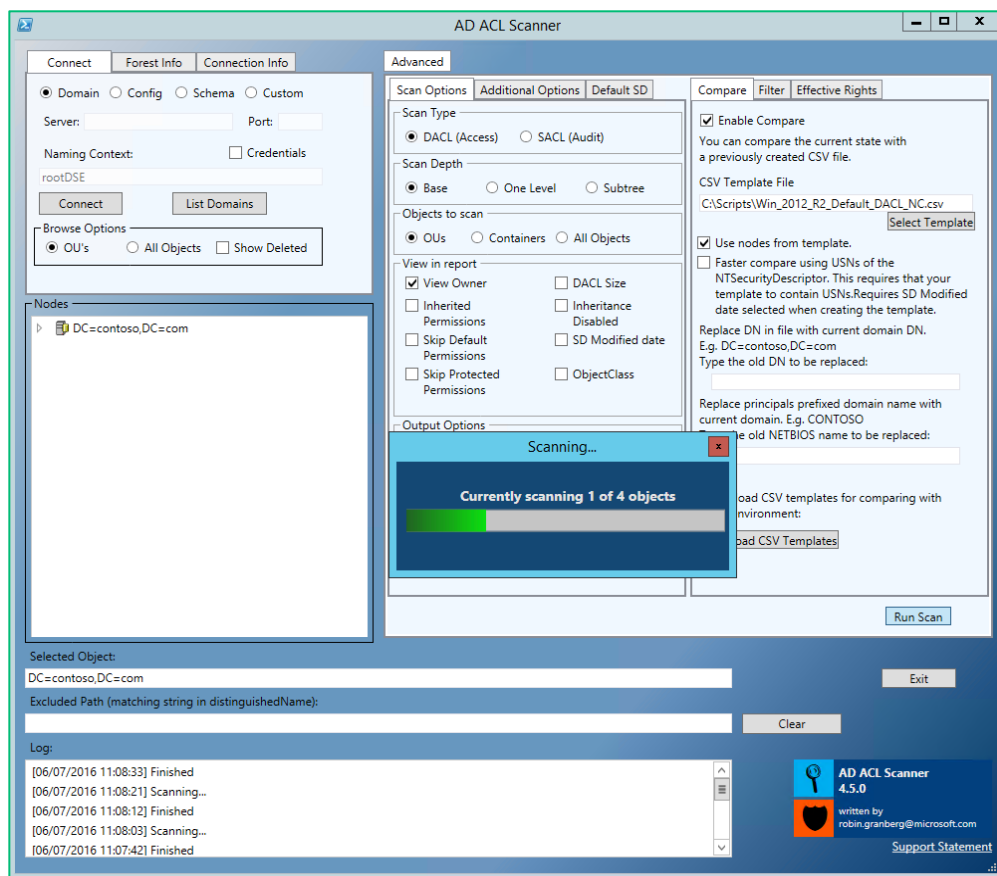 AD ACL Scanner
Connect
Forest Info
Connection Info
Domain
Config
Schema
Custom
Server:
Port:
Naming Context:
Credentials
rootDSE
Connect
List Domains
Browse Options
OU's
All Objects
Show Deleted
Nodes
DC=contoso,DC=com
Advanced
Scan Options
Additional Options
Default SD
Scan Type
DACL (Access)
SACL (Audit)
Scan Depth
Base
One Level
Subtree
Objects to scan
OUs
Containers
All Objects
View in report
View Owner
DACL Size
Inherited
Permissions
Inheritance
Disabled
Skip Default
Permissions
SD Modified date
Skip Protected
Permissions
ObjectClass
Output Options
Compare
Filter
Effective Rights
Enable Compare
You can compare the current state with
a previously created CSV file.
CSV Template File
C:\Scripts\Win_2012_R2_Default_DACL_NC.csv
Select Template
Use nodes from template.
Faster compare using USNs of the
NTSecurityDescriptor. This requires that your
template to contain USNs.Requires SD Modified
date selected when creating the template.
Replace DN in file with current domain DN.
E.g. DC=contoso,DC=com
Type the old DN to be replaced:
Replace principals prefixed domain name with
current domain. E.g. CONTOSO
the old NETBIOS name to be replaced:
oad CSV templates for comparing with
nvironment:
oad CSV Templates
Scanning...
x
Currently scanning 1 of 4 objects
Run Scan
Selected Object:
DC=contoso,DC=com
Exit
Excluded Path (matching string in distinguishedName):
Clear
Log:
[06/07/2016 11:08:33] Finished
[06/07/2016 11:08:21] Scanning...
[06/07/2016 11:08:12] Finished
[06/07/2016 11:08:03] Scanning...
[06/07/2016 11:07:42] Finished
AD ACL Scanner
4.5.0
written by
robin.granberg@microsoft.com
Support Statement